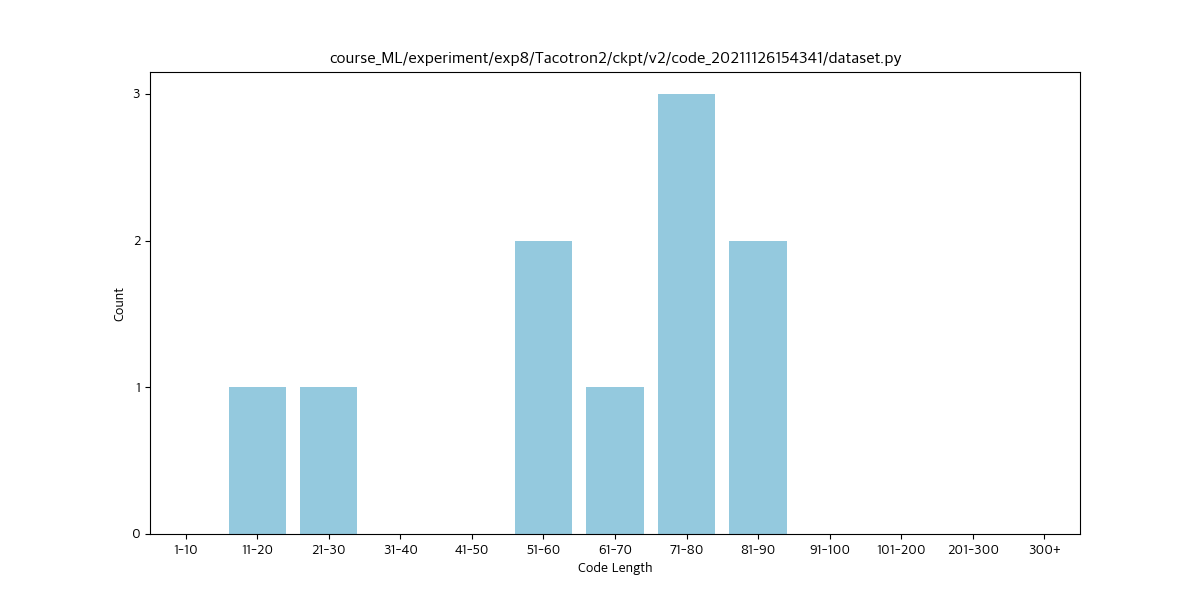 course_ML/experiment/exp8/Tacotron2/ckpt/v2/code_20211126154341/dataset.py
3
2
1
0
Count
1-10 11-20 21-30 31-40 41-50 51-60 61-70 71-80 81-90 91-100 101-200 201-300 300+
Code Length